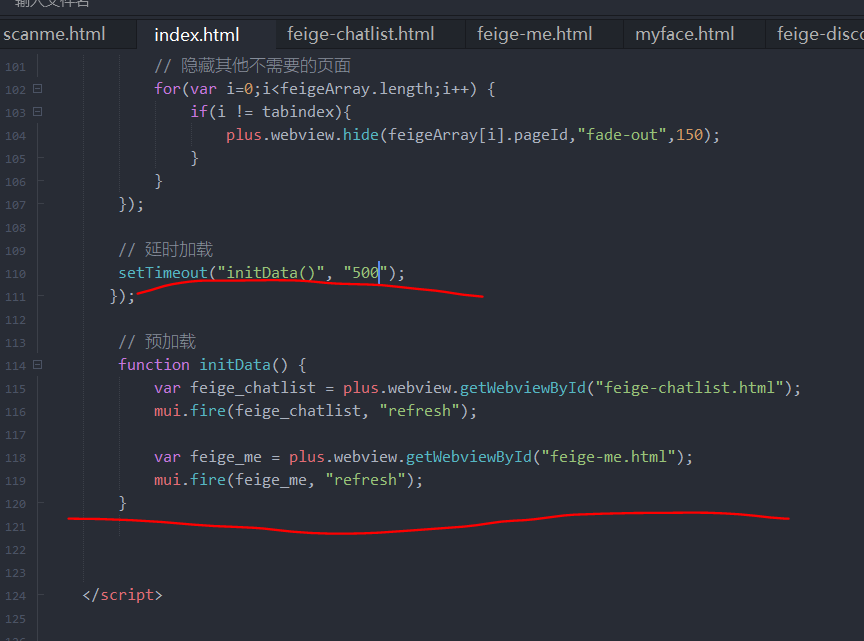 输入文件名
scanme.html index.html feige-chatlist.html feige-me.html myface.html feige-disco
101 // 隐藏其他不需要的页面
102 for(var i=0;i<feigeArray.length;i++) {
103 if(i != tabindex){
104 plus.webview.hide(feigeArray[i].pageId,"fade-out",150);
105 }
106 }
107 });
108
109 // 延时加载
110 setTimeout("initData()", "500");
111 });
112
113 // 预加载
114 function initData() {
115 var feige_chatlist = plus.webview.getWebviewById("feige-chatlist.html");
116 mui.fire(feige_chatlist, "refresh");
117
118 var feige_me = plus.webview.getWebviewById("feige-me.html");
119 mui.fire(feige_me, "refresh");
120 }
121
122
123
124 </script>
125